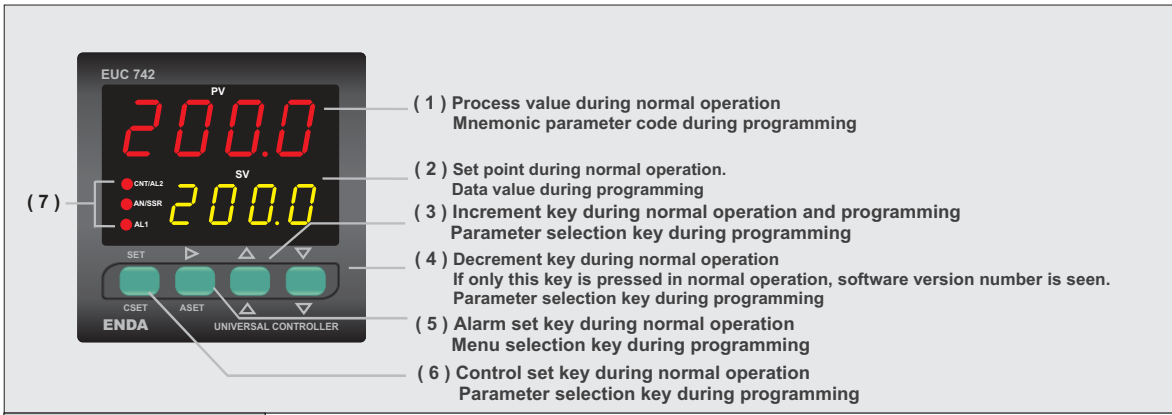 EUC 742
PV
200.0
( 1 ) Process value during normal operation
Mnemonic parameter code during programming
SV
200.0
( 2 ) Set point during normal operation.
Data value during programming
( 7 )
CNT/AL2
AN/SSR
AL1
( 3 ) Increment key during normal operation and programming
Parameter selection key during programming
SET
( 4 ) Decrement key during normal operation
If only this key is pressed in normal operation, software version number is seen.
Parameter selection key during programming
CSET
ASET
ENDA
UNIVERSAL CONTROLLER
( 5 ) Alarm set key during normal operation
Menu selection key during programming
( 6 ) Control set key during normal operation
Parameter selection key during programming